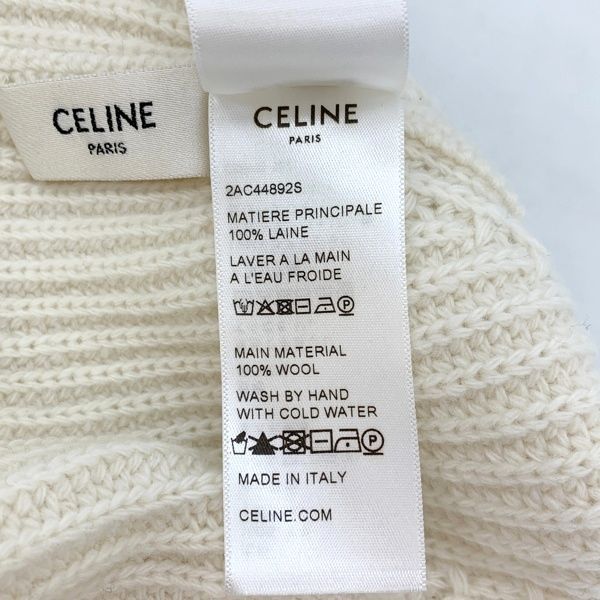 CELINE
PARIS
CELINE
PARIS
2AC44892S
MATIERE PRINCIPALE
100% LAINE
LAVER A LA MAIN
A L'EAU FROIDE
MAIN MATERIAL
100% WOOL
WASH BY HAND
WITH COLD WATER
MADE IN ITALY
CELINE.COM